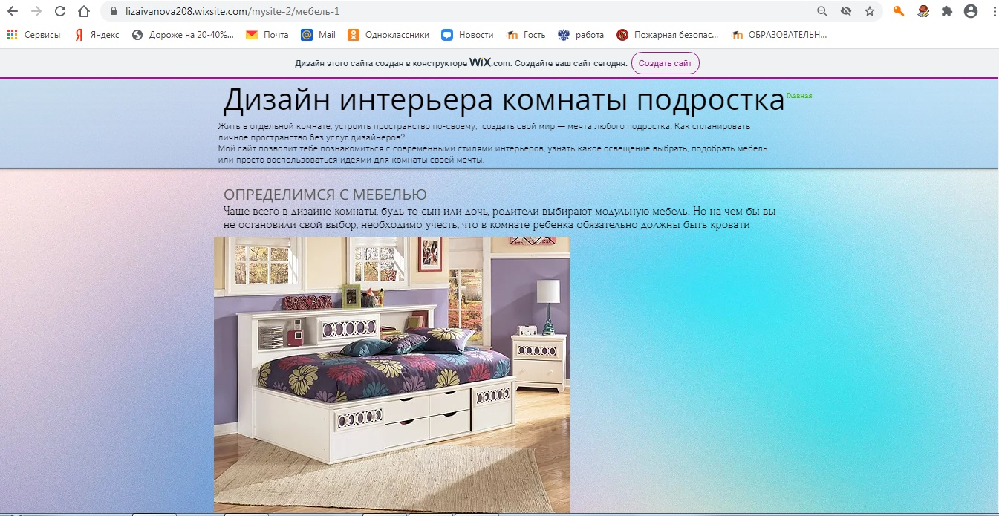 lizaivanova208.wixsite.com/mysite-2/мебель-1
Сервисы Яндекс Дороже на 20-40%... Почта Mail Одноклассники Новости Гость работа Пожарная безопас... ОБРАЗОВАТЕЛЬН...
Дизайн этого сайта создан в конструкторе WiX.com. Создайте ваш сайт сегодня. Создать сайт
Дизайн интерьера комнаты подростка Главная
Жить в отдельной комнате, устроить пространство по-своему, создать свой мир — мечта любого подростка. Как спланировать
личное пространство без услуг дизайнеров?
Мой сайт позволит тебе познакомиться с современными стилями интерьеров, узнать какое освещение выбрать, подобрать мебель
или просто воспользоваться идеями для комнаты своей мечты.
ОПРЕДЕЛИМСЯ С МЕБЕЛЬЮ
Чаще всего в дизайне комнаты, будь то сын или дочь, родители выбирают модульную мебель. Но на чем бы вы
не остановили свой выбор, необходимо учесть, что в комнате ребенка обязательно должны быть кровати